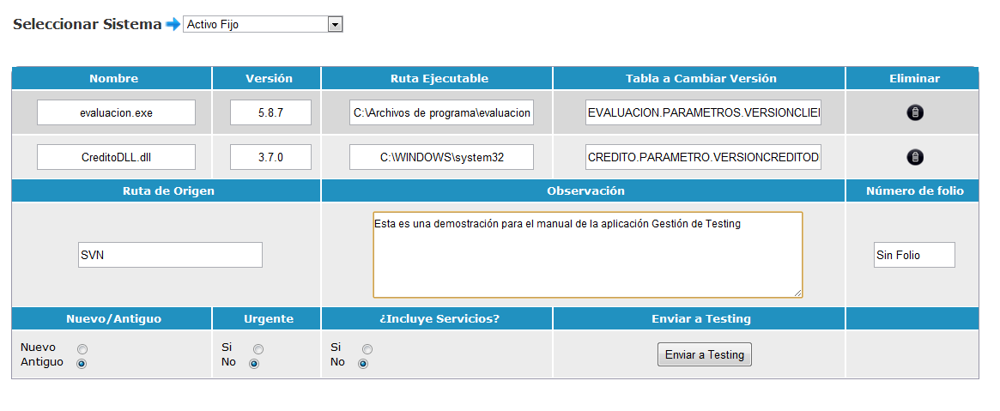 Seleccionar Sistema Activo Fijo
Nombre Versión Ruta Ejecutable Tabla a Cambiar Versión Eliminar
evaluacion.exe 5.8.7 C:\Archivos de programa\evaluacion EVALUACION.PARAMETROS.VERSIONCLIE
CreditoDLL.dll 3.7.0 C:\WINDOWS\system32 CREDITO.PARAMETRO.VERSIONCREDITOD
Ruta de Origen Observación Número de folio
SVN Esta es una demostración para el manual de la aplicación Gestión de Testing Sin Folio
Nuevo/Antiguo Urgente ¿Incluye Servicios? Enviar a Testing
Nuevo Si Si
Antiguo No No Enviar a Testing